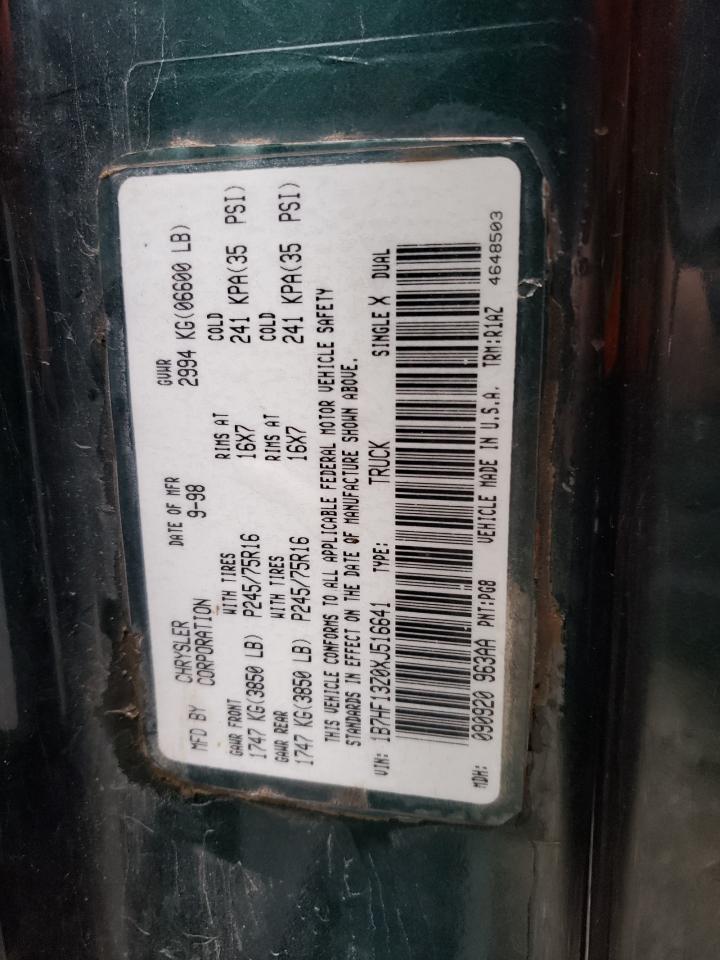 MFD BY CHRYSLER CORPORATION DATE OF MFR 9-98 GVWR 2994 KG(06600 LB)
GAWR FRONT WITH TIRES RIMS AT COLD
1747 KG(3850 LB) P245/75R16 16X7 241 KPA(35 PSI)
GAWR REAR WITH TIRES RIMS AT COLD
1747 KG(3850 LB) P245/75R16 16X7 241 KPA(35 PSI)
THIS VEHICLE CONFORMS TO ALL APPLICABLE FEDERAL MOTOR VEHICLE SAFETY
STANDARDS IN EFFECT ON THE DATE OF MANUFACTURE SHOWN ABOVE.
VIN: 1B7HF13Z0XJ516641 TYPE: TRUCK SINGLE X DUAL
MDH: 090920 963AA PNT:PG8 VEHICLE MADE IN U.S.A. TRM:R1AZ 4648503